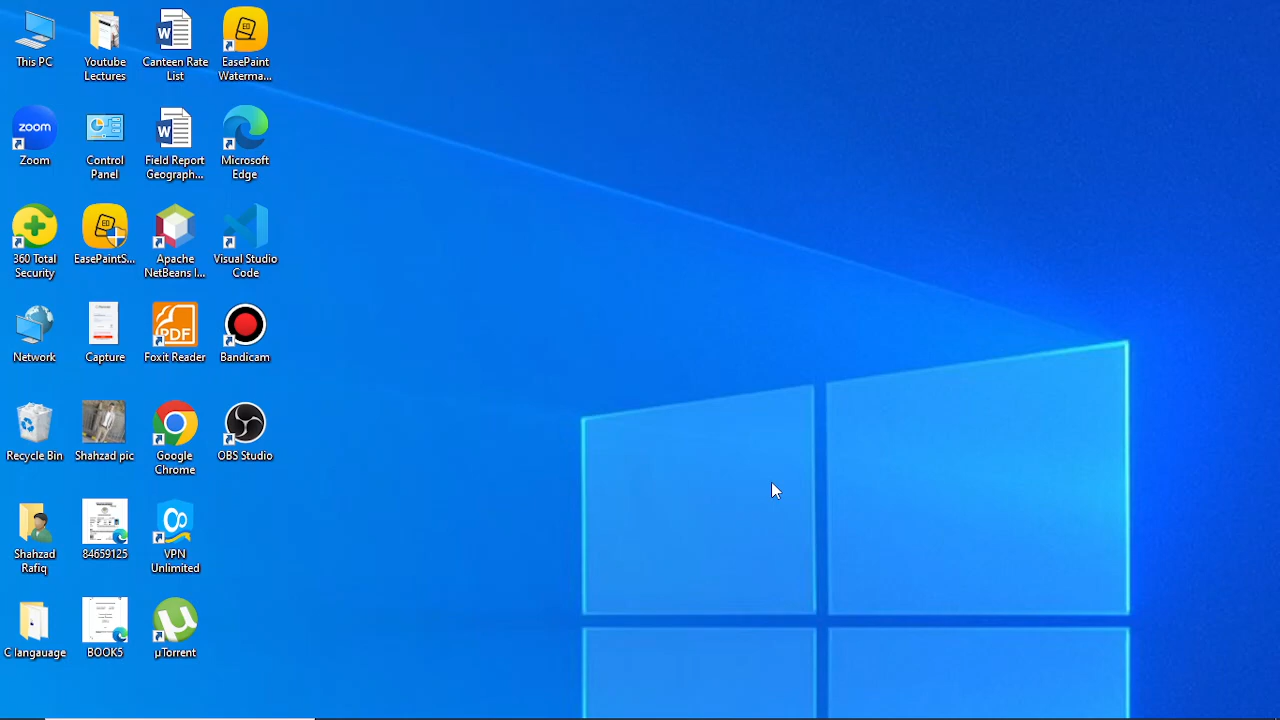 This PC
Youtube
Lectures
Canteen Rate
List
EasePaint
Waterma...
zoom
Zoom
Control
Panel
Field Report
Geograph...
Microsoft
Edge
360 Total
Security
EasePaintS...
Apache
NetBeans I...
Visual Studio
Code
Network
Capture
PDF
Foxit Reader
Bandicam
Recycle Bin
Shahzad pic
Google
Chrome
OBS Studio
Shahzad
Rafiq
84659125
VPN
Unlimited
C langauage
BOOK5
µTorrent